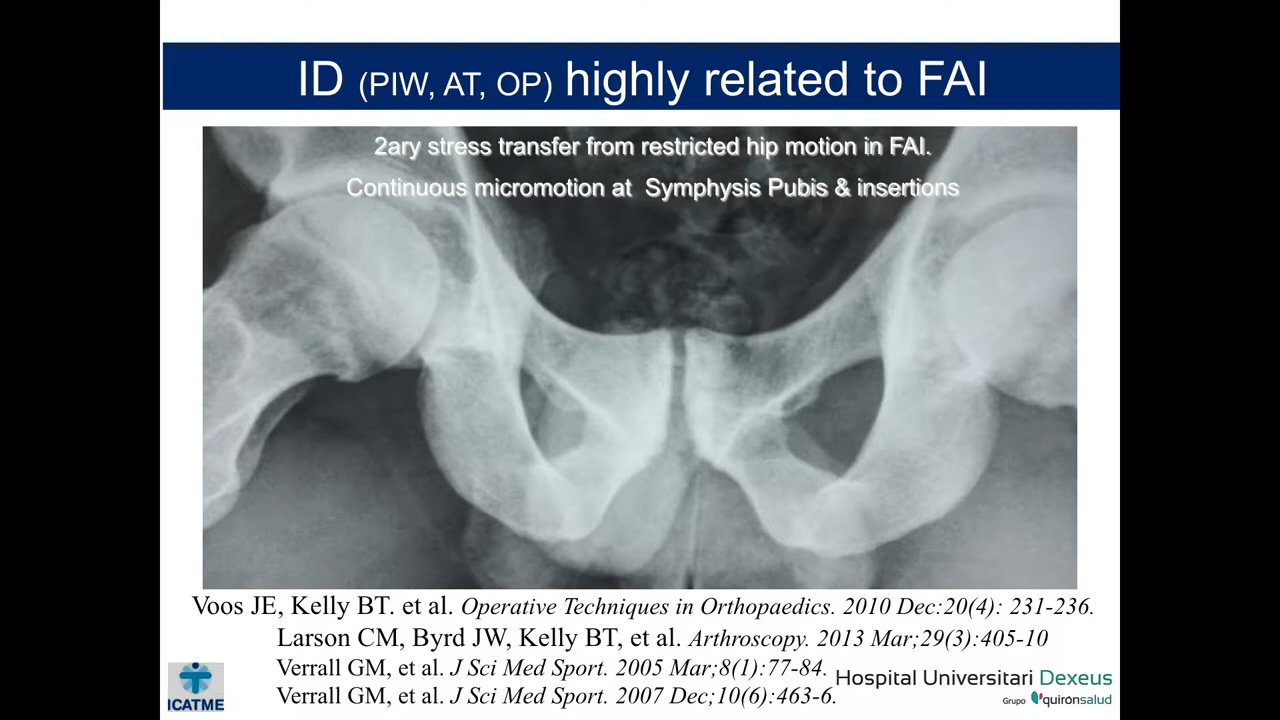 ID (PIW, AT, OP) highly related to FAI
2ary stress transfer from restricted hip motion in FAI.
Continuous micromotion at Symphysis Pubis & insertions
Voos JE, Kelly BT. et al. Operative Techniques in Orthopaedics. 2010 Dec:20(4): 231-236.
Larson CM, Byrd JW, Kelly BT, et al. Arthroscopy. 2013 Mar;29(3):405-10
Verrall GM, et al. J Sci Med Sport. 2005 Mar;8(1):77-84.
Verrall GM, et al. J Sci Med Sport. 2007 Dec;10(6):463-6.
ICATME
Hospital Universitari Dexeus
Grupo quirónsalud